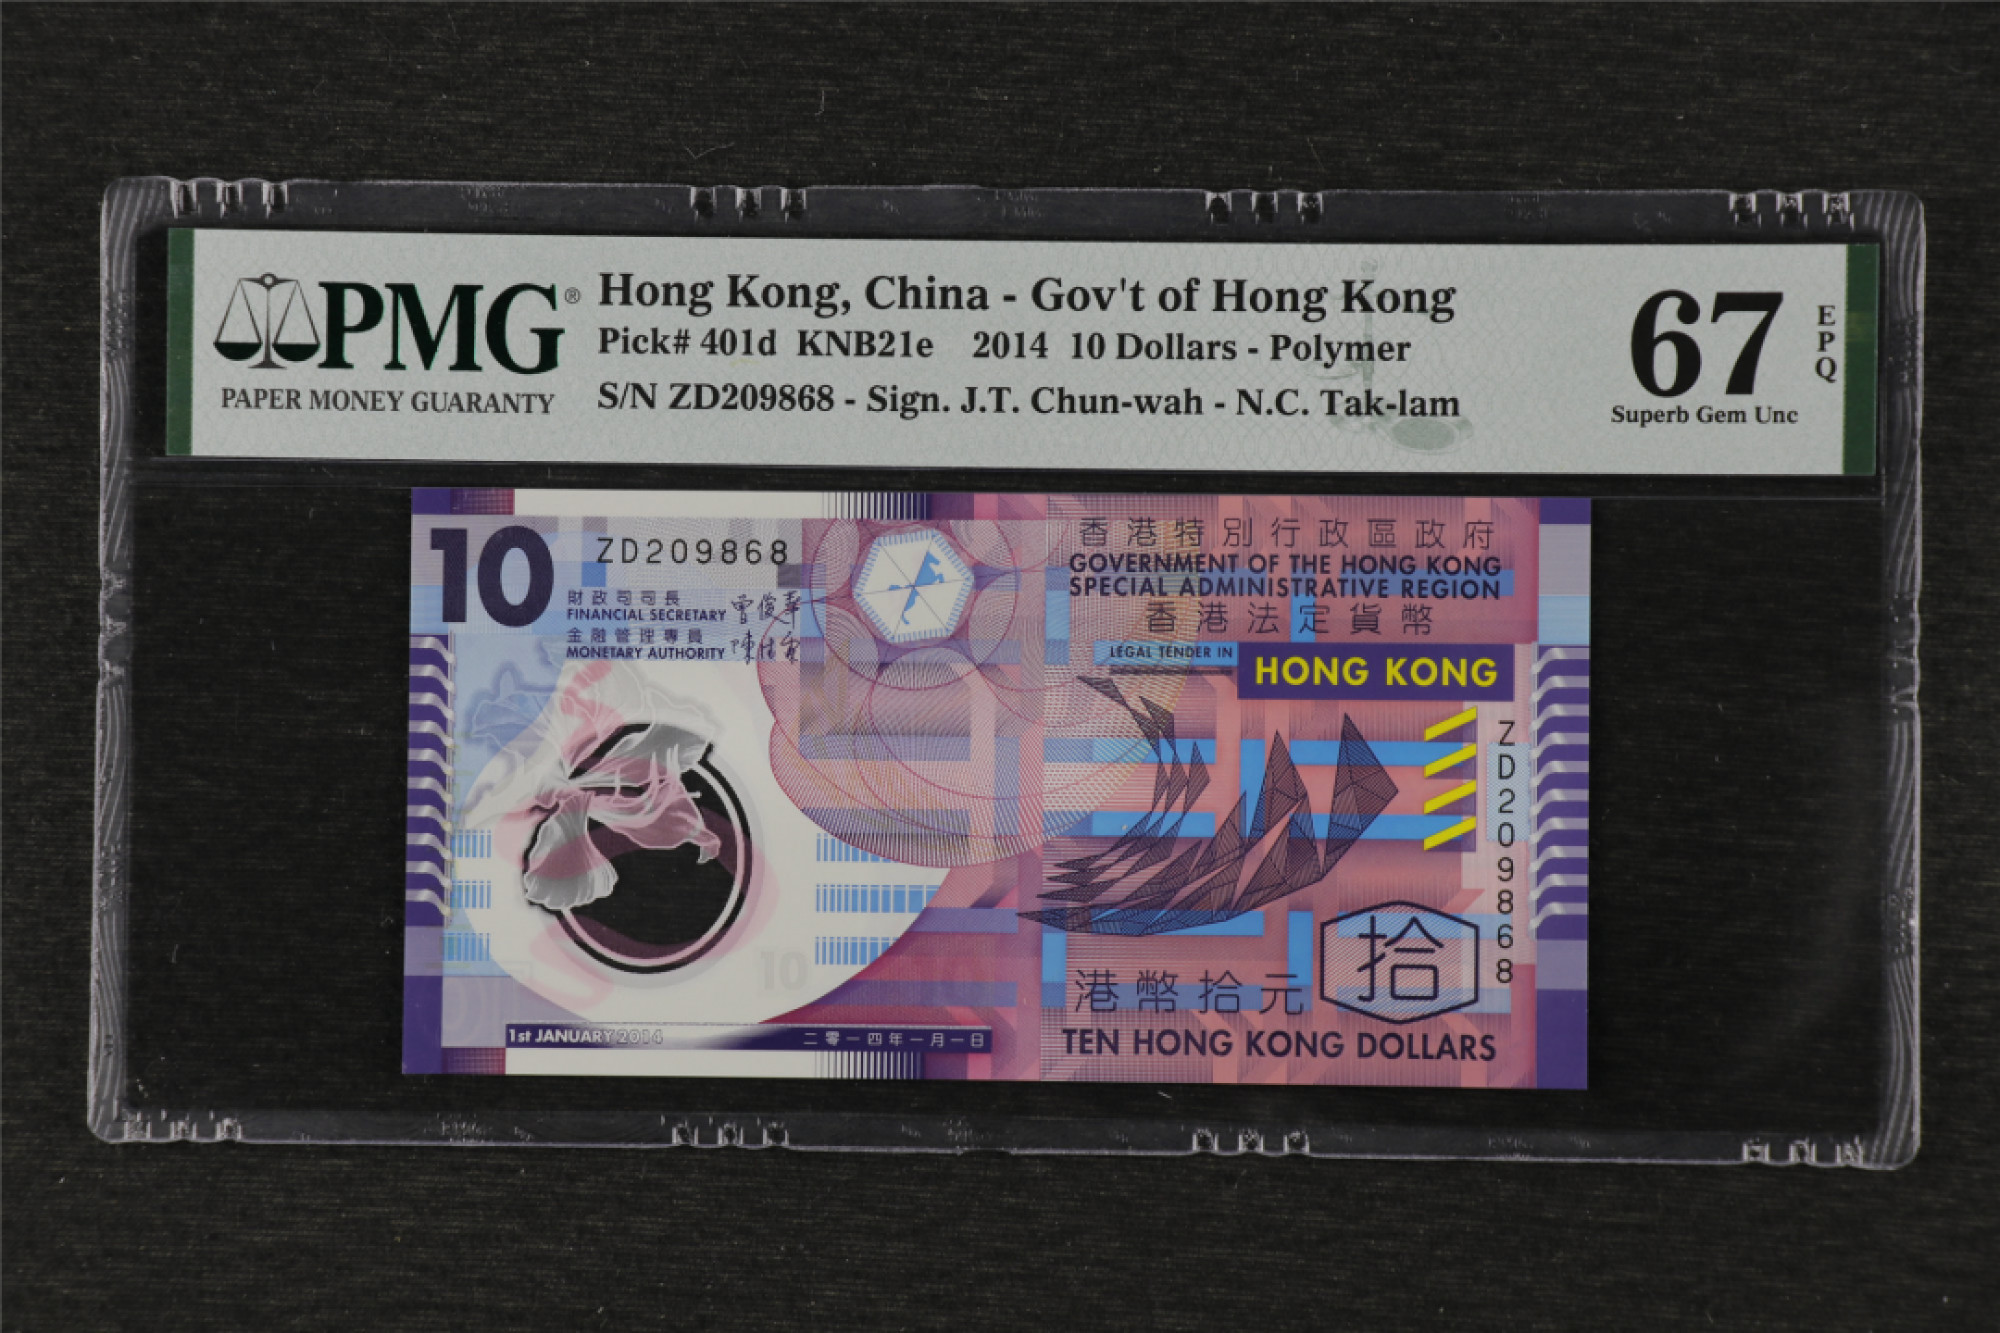 PMG®
PAPER MONEY GUARANTY
Hong Kong, China - Gov't of Hong Kong
Pick# 401d KNB21e 2014 10 Dollars - Polymer
S/N ZD209868 - Sign. J.T. Chun-wah - N.C. Tak-lam
67
EPQ
Superb Gem Unc
10
ZD209868
財政司司長
FINANCIAL SECRETARY
曾俊華
金融管理專員
MONETARY AUTHORITY
香港特別行政區政府
GOVERNMENT OF THE HONG KONG
SPECIAL ADMINISTRATIVE REGION
香港法定貨幣
LEGAL TENDER IN
HONG KONG
ZD209868
10
港幣拾元
拾
TEN HONG KONG DOLLARS
1st JANUARY 2014
二零一四年一月一日